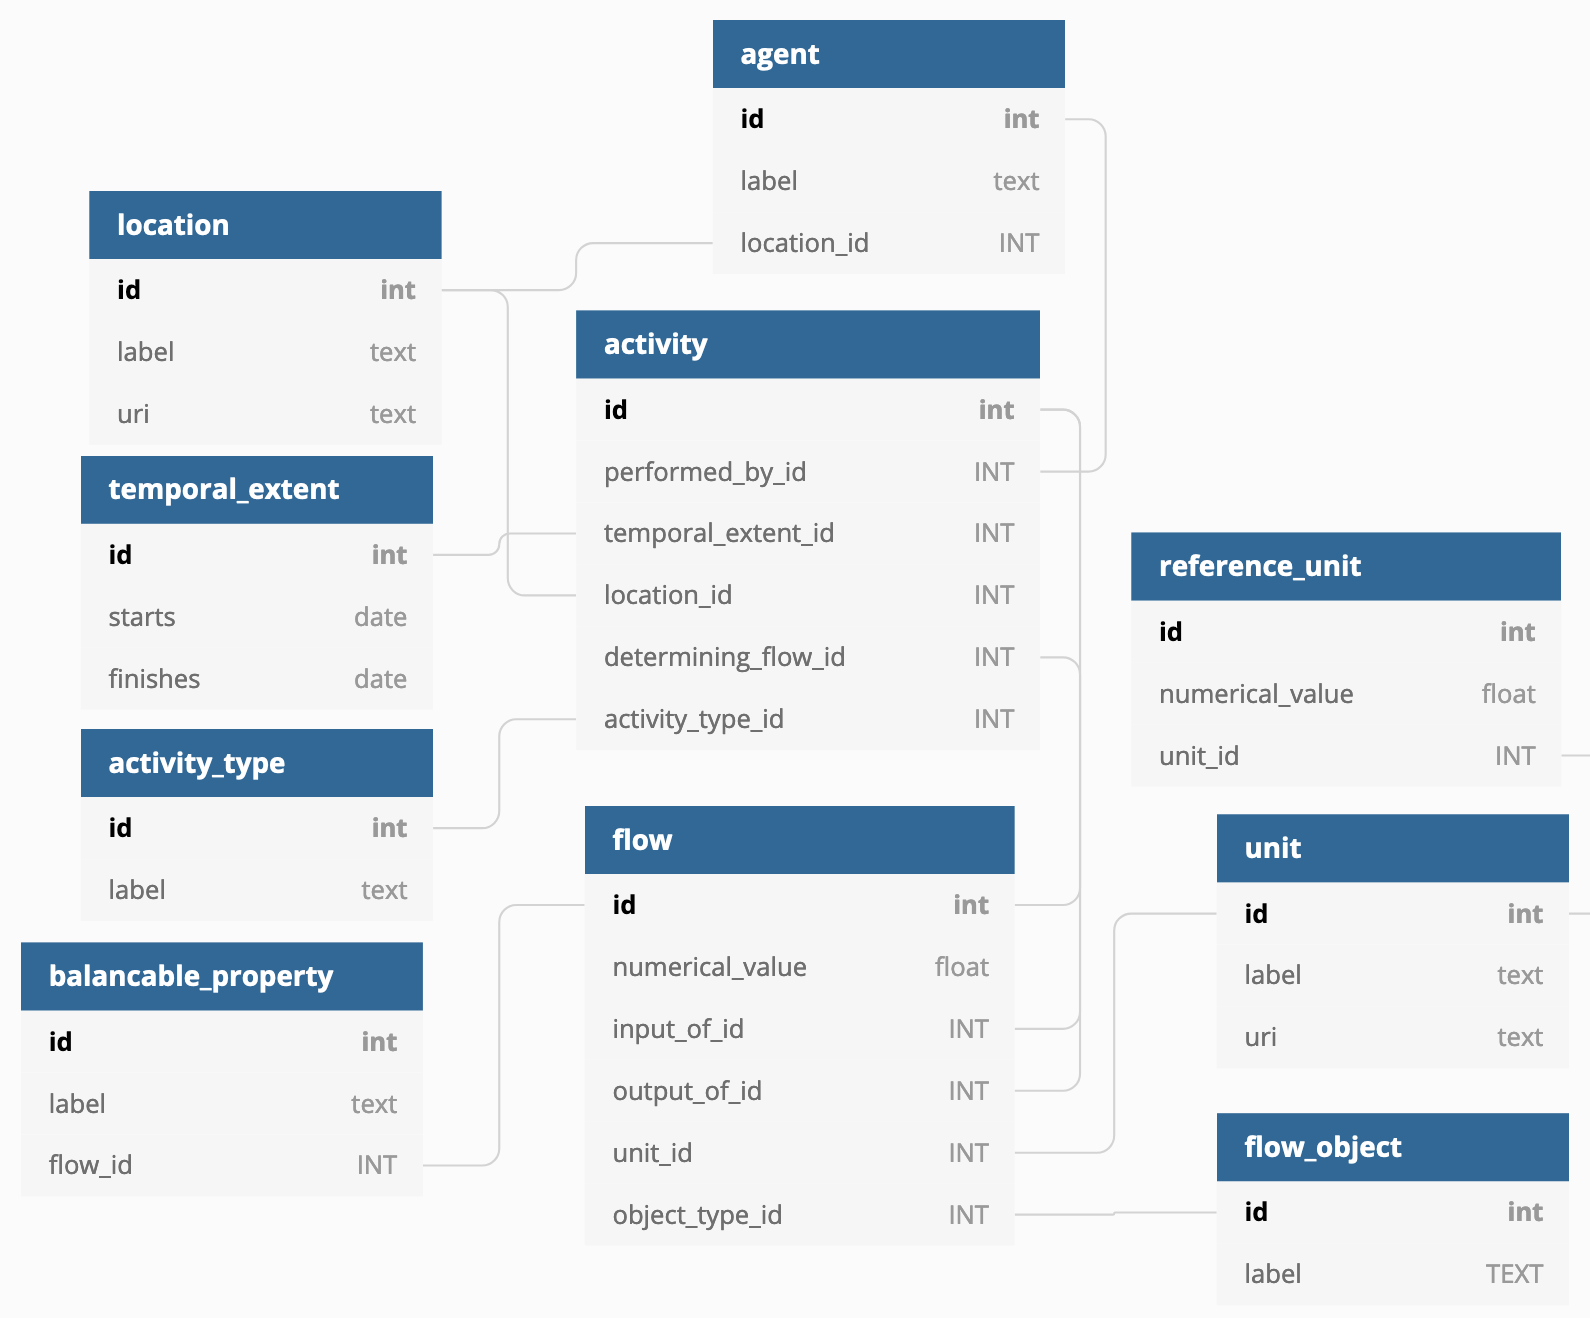 agent
id int
label text
location_id INT
location
id int
label text
uri text
activity
id int
performed_by_id INT
temporal_extent_id INT
location_id INT
determining_flow_id INT
activity_type_id INT
temporal_extent
id int
starts date
finishes date
reference_unit
id int
numerical_value float
unit_id INT
activity_type
id int
label text
flow
id int
numerical_value float
input_of_id INT
output_of_id INT
unit_id INT
object_type_id INT
unit
id int
label text
uri text
balancable_property
id int
label text
flow_id INT
flow_object
id int
label TEXT